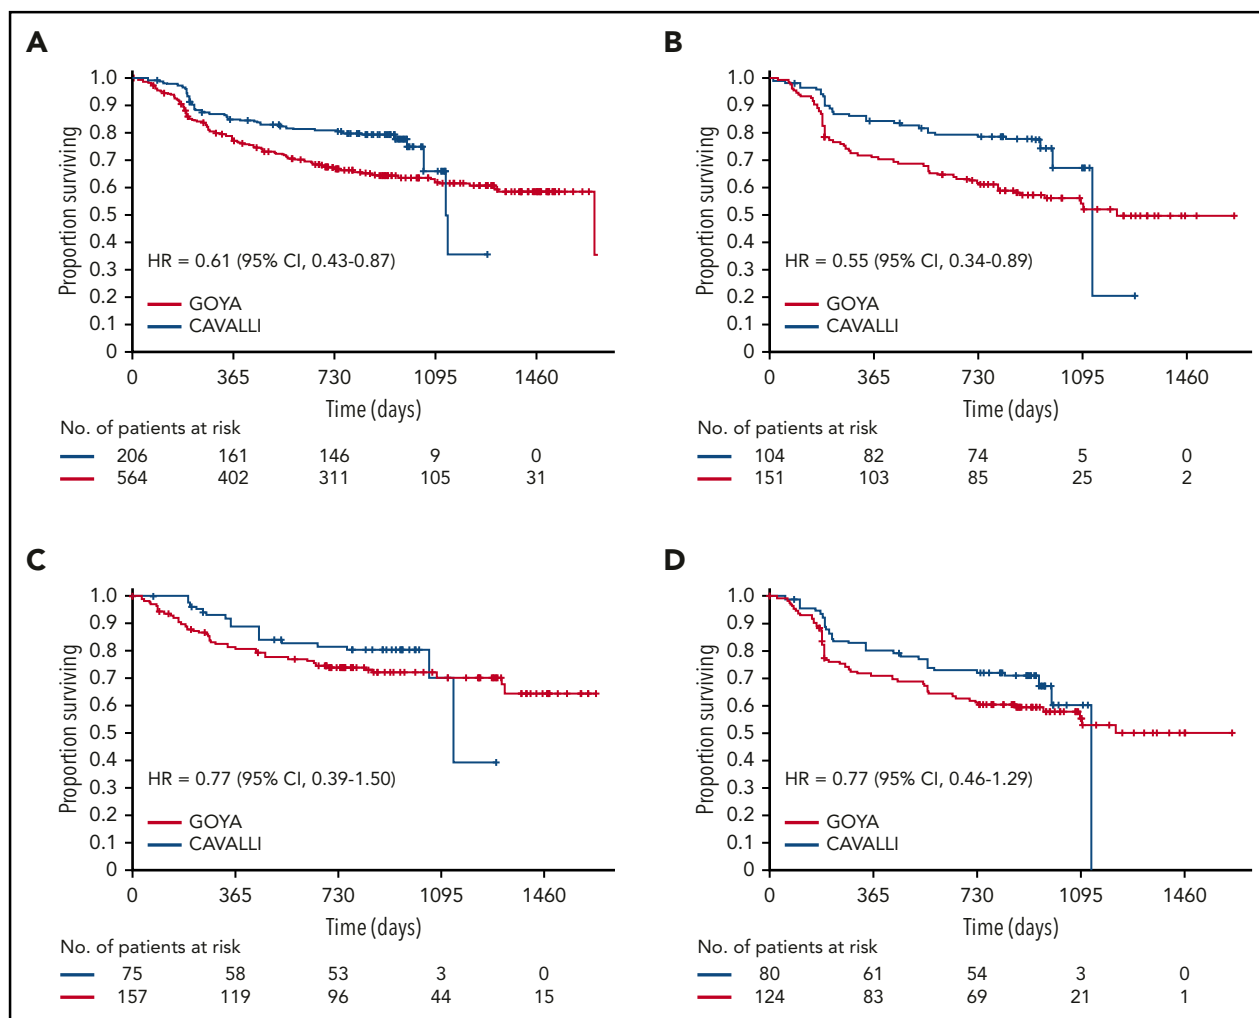 A
Proportion surviving
1.0
0.9
0.8
0.7
0.6
0.5
0.4
0.3
0.2
0.1
0
HR = 0.61 (95% CI, 0.43-0.87)
GOYA
CAVALLI
0 365 730 1095 1460
Time (days)
No. of patients at risk
206 161 146 9 0
564 402 311 105 31
B
Proportion surviving
1.0
0.9
0.8
0.7
0.6
0.5
0.4
0.3
0.2
0.1
0
HR = 0.55 (95% CI, 0.34-0.89)
GOYA
CAVALLI
0 365 730 1095 1460
Time (days)
No. of patients at risk
104 82 74 5 0
151 103 85 25 2
C
Proportion surviving
1.0
0.9
0.8
0.7
0.6
0.5
0.4
0.3
0.2
0.1
0
HR = 0.77 (95% CI, 0.39-1.50)
GOYA
CAVALLI
0 365 730 1095 1460
Time (days)
No. of patients at risk
75 58 53 3 0
157 119 96 44 15
D
Proportion surviving
1.0
0.9
0.8
0.7
0.6
0.5
0.4
0.3
0.2
0.1
0
HR = 0.77 (95% CI, 0.46-1.29)
GOYA
CAVALLI
0 365 730 1095 1460
Time (days)
No. of patients at risk
80 61 54 3 0
124 83 69 21 1